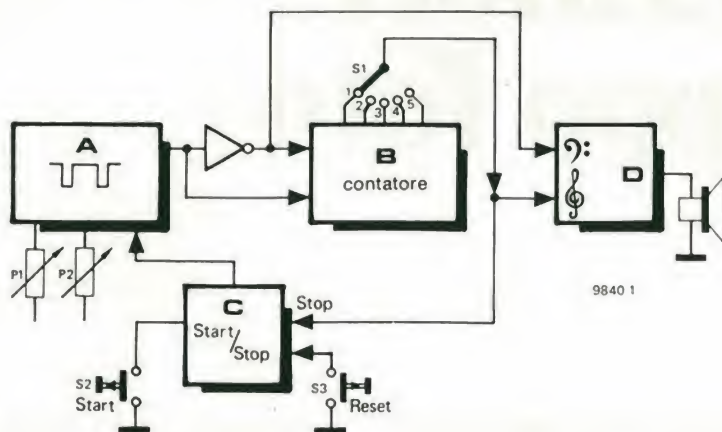 S1
1
2
3
4
5
A
B
contatore
D
P1
P2
9840 1
C
Start
/
Stop
Stop
S2
Start
S3
Reset